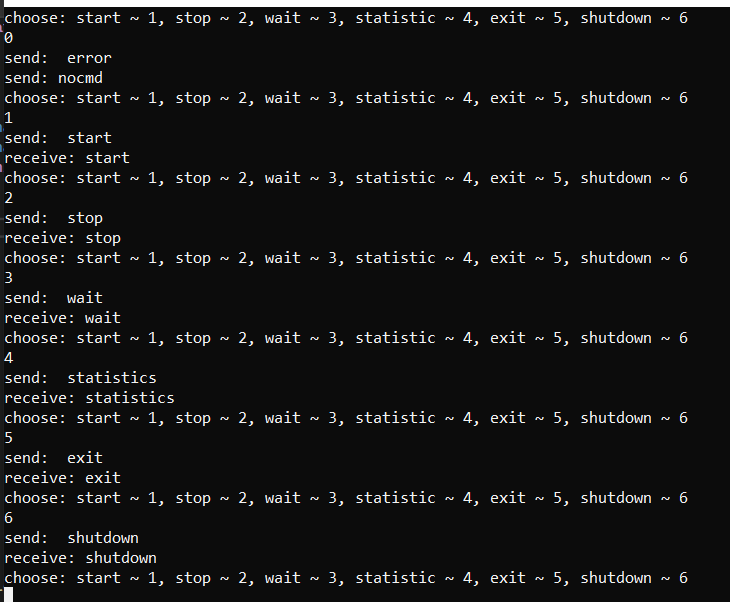 choose: start ~ 1, stop ~ 2, wait ~ 3, statistic ~ 4, exit ~ 5, shutdown ~ 6
0
send:  error
send: nocmd
choose: start ~ 1, stop ~ 2, wait ~ 3, statistic ~ 4, exit ~ 5, shutdown ~ 6
1
send:  start
receive: start
choose: start ~ 1, stop ~ 2, wait ~ 3, statistic ~ 4, exit ~ 5, shutdown ~ 6
2
send:  stop
receive: stop
choose: start ~ 1, stop ~ 2, wait ~ 3, statistic ~ 4, exit ~ 5, shutdown ~ 6
3
send:  wait
receive: wait
choose: start ~ 1, stop ~ 2, wait ~ 3, statistic ~ 4, exit ~ 5, shutdown ~ 6
4
send:  statistics
receive: statistics
choose: start ~ 1, stop ~ 2, wait ~ 3, statistic ~ 4, exit ~ 5, shutdown ~ 6
5
send:  exit
receive: exit
choose: start ~ 1, stop ~ 2, wait ~ 3, statistic ~ 4, exit ~ 5, shutdown ~ 6
6
send:  shutdown
receive: shutdown
choose: start ~ 1, stop ~ 2, wait ~ 3, statistic ~ 4, exit ~ 5, shutdown ~ 6